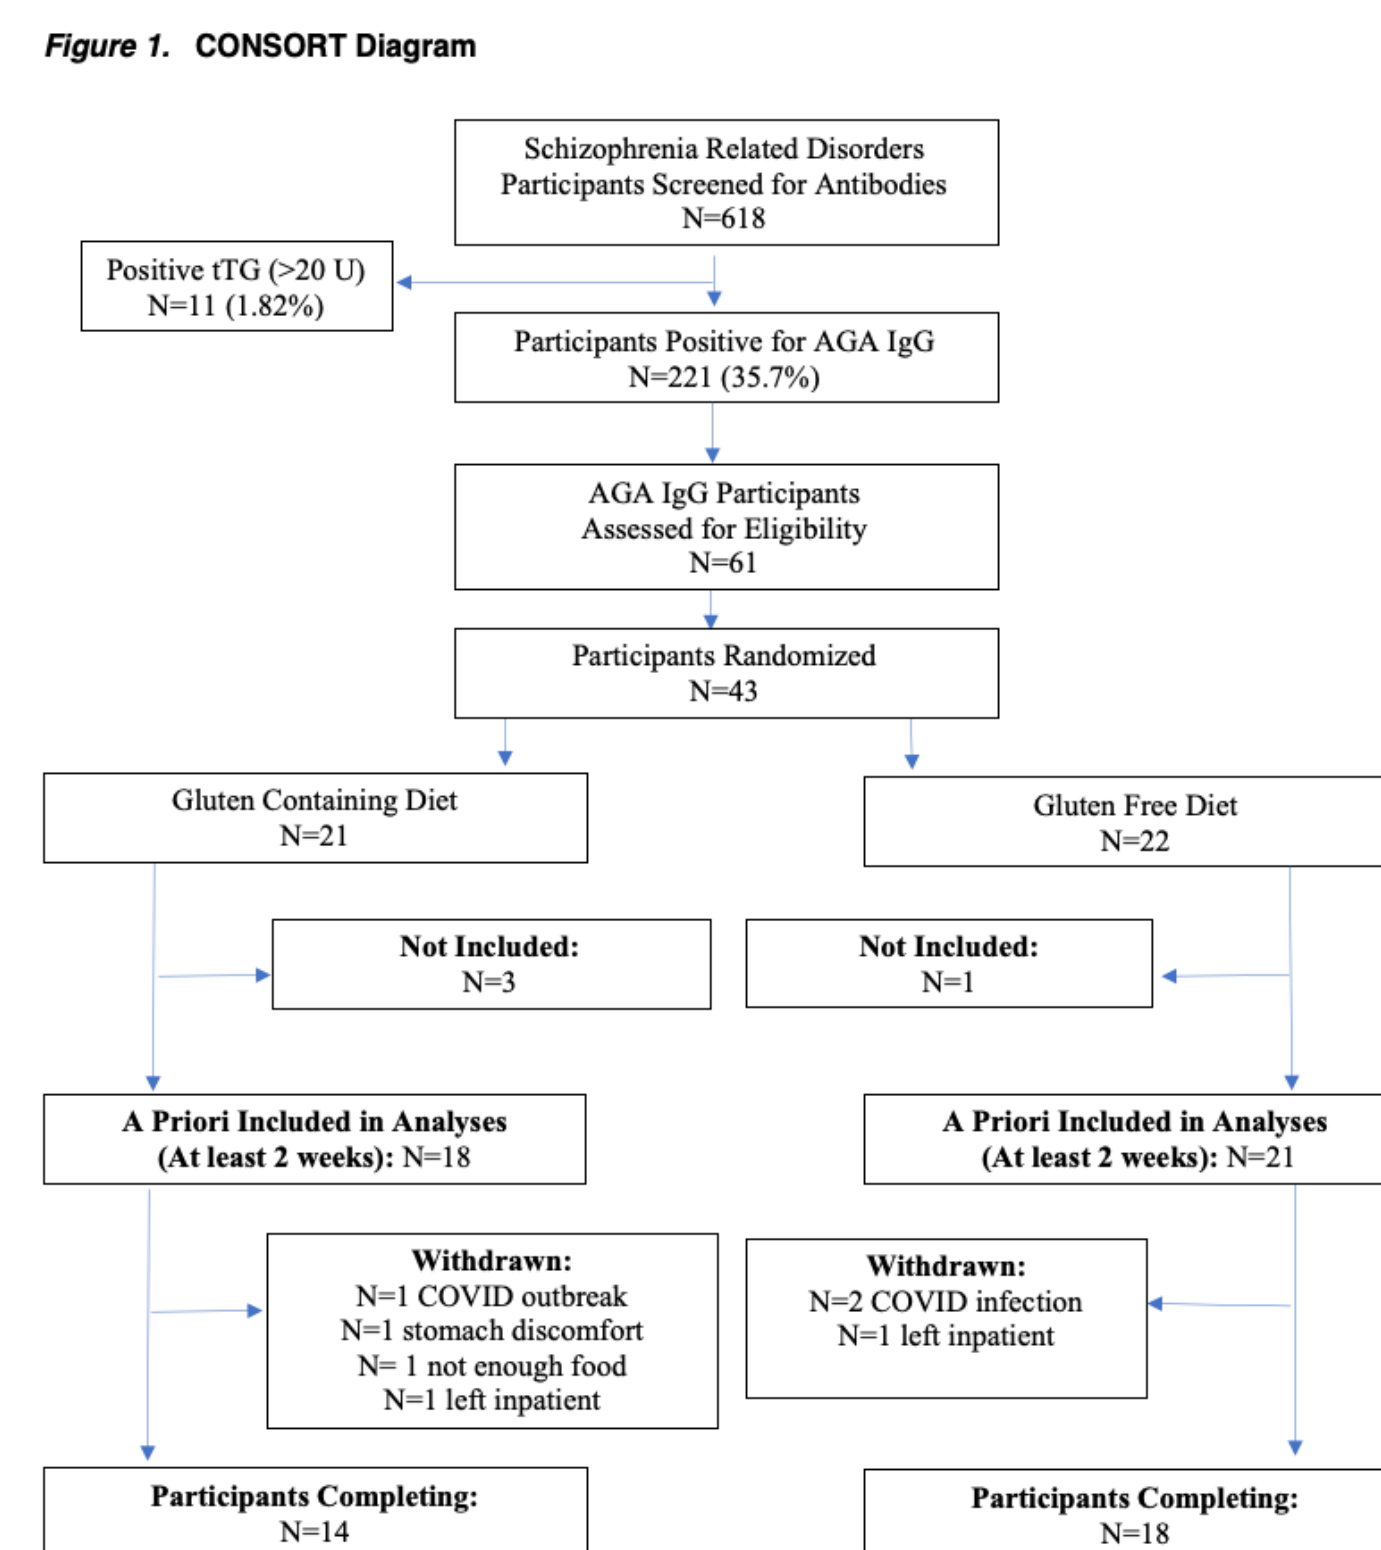 Figure 1. CONSORT Diagram
Schizophrenia Related Disorders
Participants Screened for Antibodies
N=618
Positive tTG (>20 U)
N=11 (1.82%)
Participants Positive for AGA IgG
N=221 (35.7%)
AGA IgG Participants
Assessed for Eligibility
N=61
Participants Randomized
N=43
Gluten Containing Diet
N=21
Gluten Free Diet
N=22
Not Included:
N=3
Not Included:
N=1
A Priori Included in Analyses
(At least 2 weeks): N=18
A Priori Included in Analyses
(At least 2 weeks): N=21
Withdrawn:
N=1 COVID outbreak
N=1 stomach discomfort
N= 1 not enough food
N=1 left inpatient
Withdrawn:
N=2 COVID infection
N=1 left inpatient
Participants Completing:
N=14
Participants Completing:
N=18